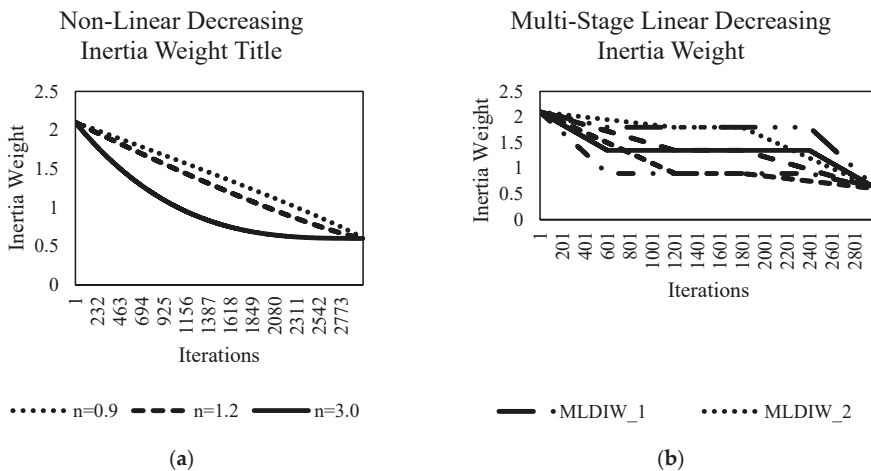 Non-Linear Decreasing
Inertia Weight Title
2.5
2
1.5
1
0.5
0
Inertia Weight
1
232
463
694
925
1156
1387
1618
1849
2080
2311
2542
2773
Iterations
n=0.9
n=1.2
n=3.0
(a)
Multi-Stage Linear Decreasing
Inertia Weight
2.5
2
1.5
1
0.5
0
Inertia Weight
1
201
401
601
801
1001
1201
1401
1601
1801
2001
2201
2401
2601
2801
Iterations
MLDIW_1
MLDIW_2
(b)